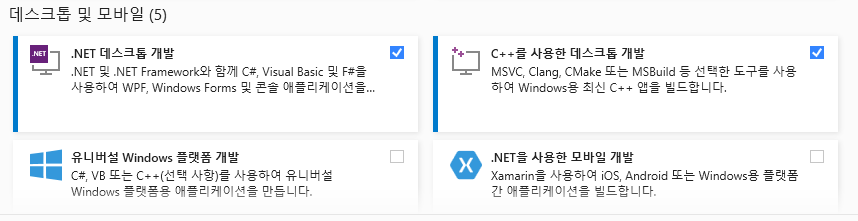 데스크톱 및 모바일 (5)
.NET
.NET 데스크톱 개발
.NET 및 .NET Framework와 함께 C#, Visual Basic 및 F#을
사용하여 WPF, Windows Forms 및 콘솔 애플리케이션을...
C++를 사용한 데스크톱 개발
MSVC, Clang, CMake 또는 MSBuild 등 선택한 도구를 사용
하여 Windows용 최신 C++ 앱을 빌드합니다.
유니버설 Windows 플랫폼 개발
C#, VB 또는 C++(선택 사항)를 사용하여 유니버설
Windows 플랫폼용 애플리케이션을 만듭니다.
.NET을 사용한 모바일 개발
Xamarin을 사용하여 iOS, Android 또는 Windows용 플랫폼
간 애플리케이션을 빌드합니다.